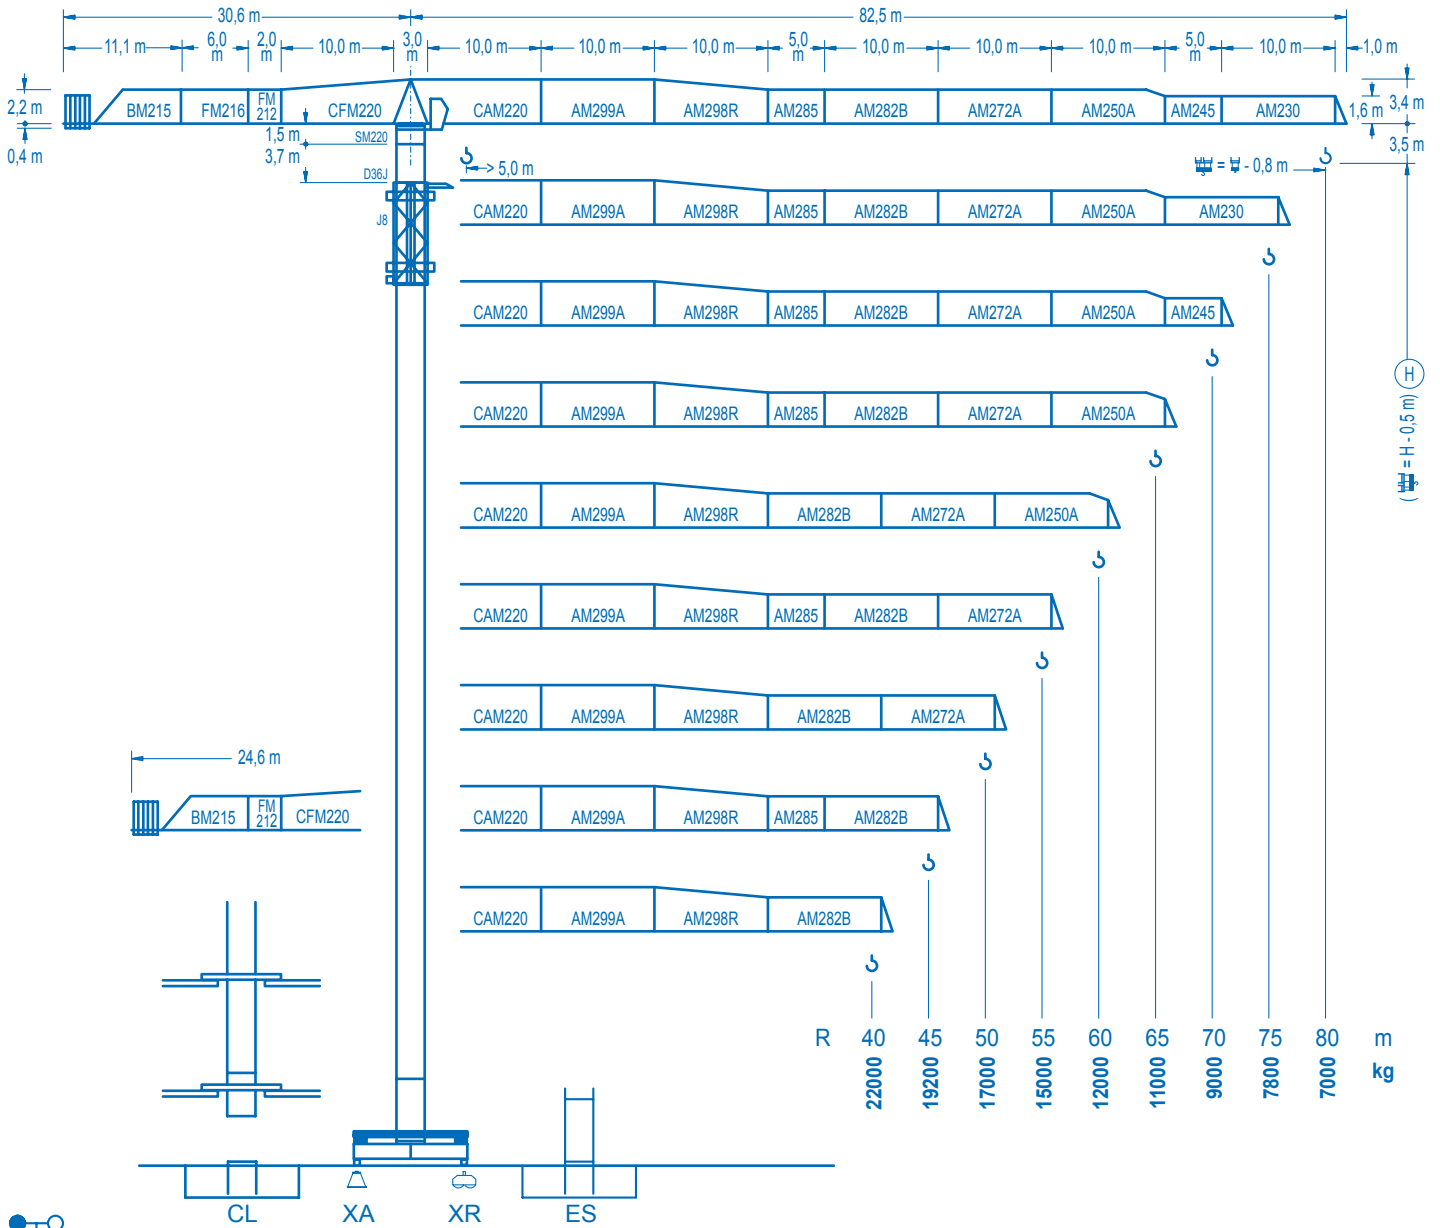 30,6 m 82,5 m
11,1 m 6,0 m 2,0 m 10,0 m 3,0 m 10,0 m 10,0 m 10,0 m 5,0 m 10,0 m 10,0 m 10,0 m 5,0 m 10,0 m 1,0 m
2,2 m BM215 FM216 FM 212 CFM220 CAM220 AM299A AM298R AM285 AM282B AM272A AM250A AM245 AM230 1,6 m 3,4 m
0,4 m 1,5 m SM220 3,5 m
3,7 m > 5,0 m = - 0,8 m
D36J
J8 CAM220 AM299A AM298R AM285 AM282B AM272A AM250A AM230
CAM220 AM299A AM298R AM285 AM282B AM272A AM250A AM245
H
( = H - 0,5 m)
CAM220 AM299A AM298R AM285 AM282B AM272A AM250A
CAM220 AM299A AM298R AM282B AM272A AM250A
CAM220 AM299A AM298R AM285 AM282B AM272A
CAM220 AM299A AM298R AM282B AM272A
24,6 m
BM215 FM 212 CFM220 CAM220 AM299A AM298R AM285 AM282B
CAM220 AM299A AM298R AM282B
R 40 45 50 55 60 65 70 75 80 m
22000 19200 17000 15000 12000 11000 9000 77800 7000 kg
CL XA XR ES